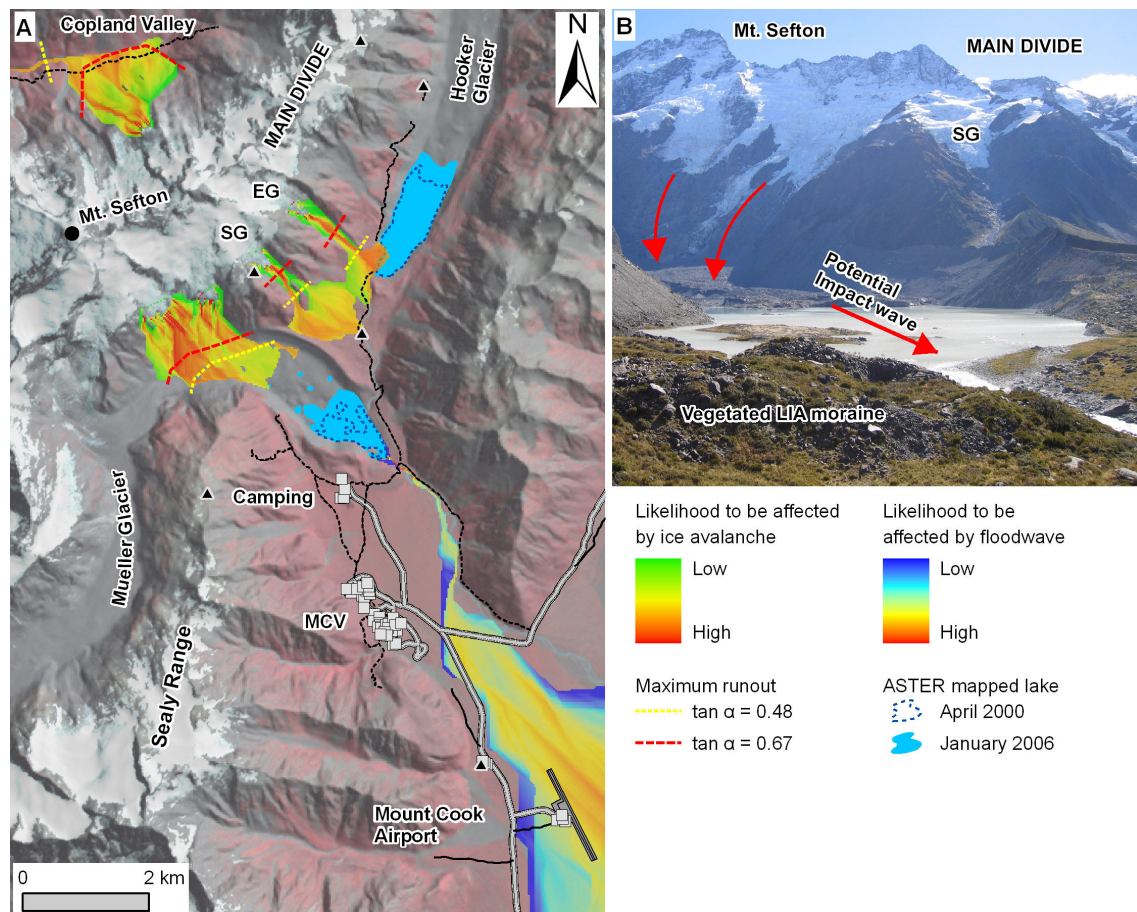 A
Copland Valley
MAIN DIVIDE
Hooker
Glacier
N
EG
Mt. Sefton
SG
Camping
Mueller Glacier
MCV
Sealy Range
Mount Cook
Airport
0 2 km
B
Mt. Sefton
MAIN DIVIDE
SG
Potential
Impact wave
Vegetated LIA moraine
Likelihood to be affected
by ice avalanche
Low
High
Likelihood to be
affected by floodwave
Low
High
Maximum runout
tan α = 0.48
tan α = 0.67
ASTER mapped lake
April 2000
January 2006